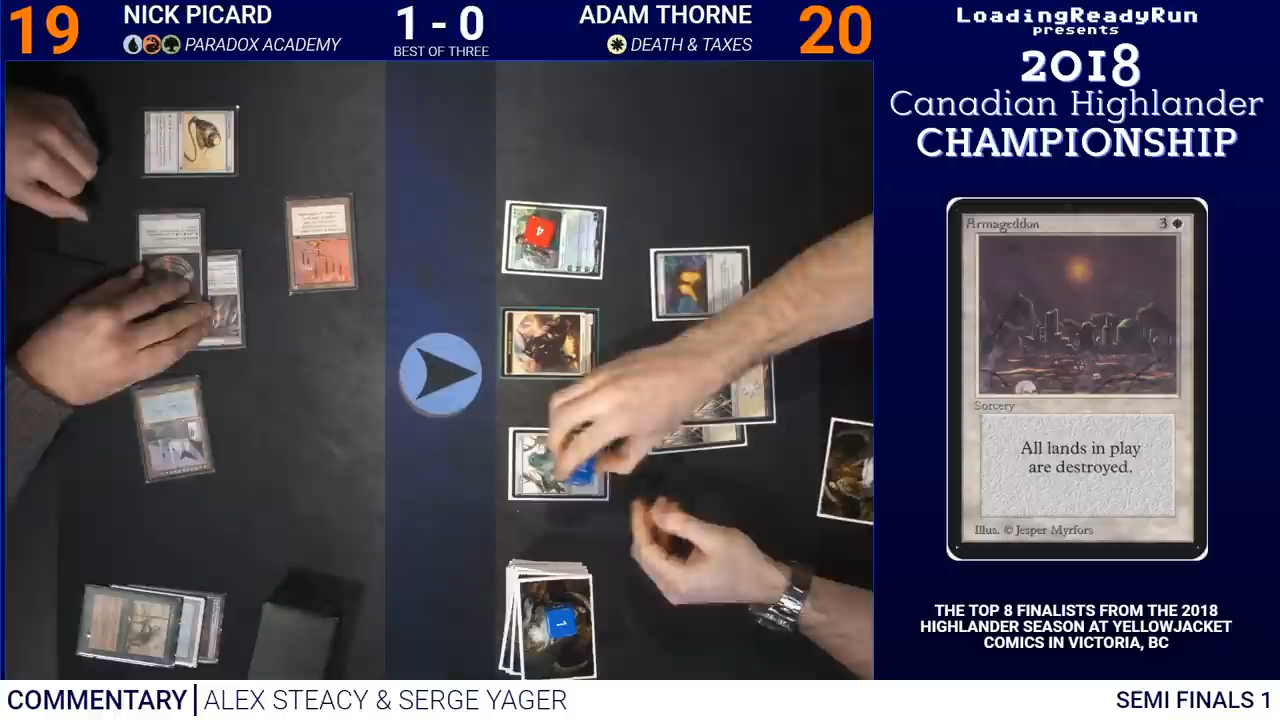 19
NICK PICARD
PARADOX ACADEMY
1 - 0
BEST OF THREE
ADAM THORNE
DEATH & TAXES
20
LoadingReadyRun
presents
2018
Canadian Highlander
CHAMPIONSHIP
4
1
Armageddon 3
Sorcery
All lands in play
are destroyed.
Illus. © Jesper Myrfors
THE TOP 8 FINALISTS FROM THE 2018
HIGHLANDER SEASON AT YELLOWJACKET
COMICS IN VICTORIA, BC
COMMENTARY ALEX STEACY & SERGE YAGER
SEMI FINALS 1